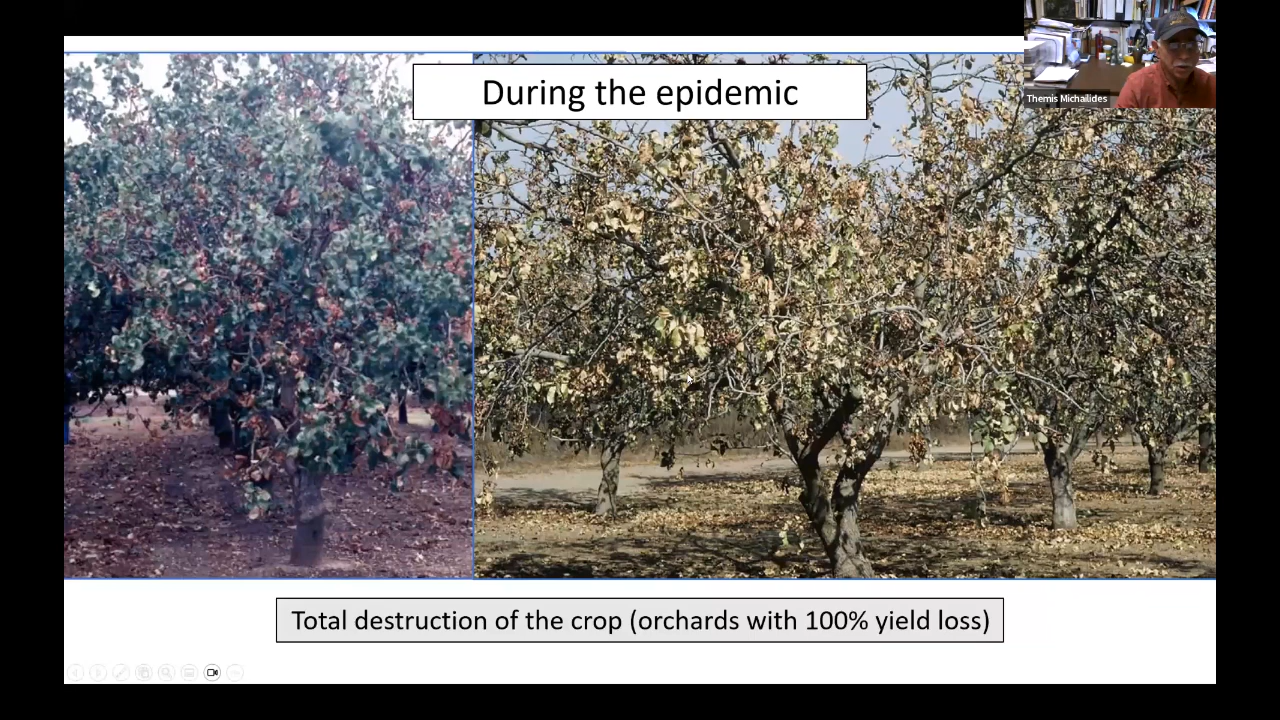 During the epidemic
Themis Michailides
Total destruction of the crop (orchards with 100% yield loss)